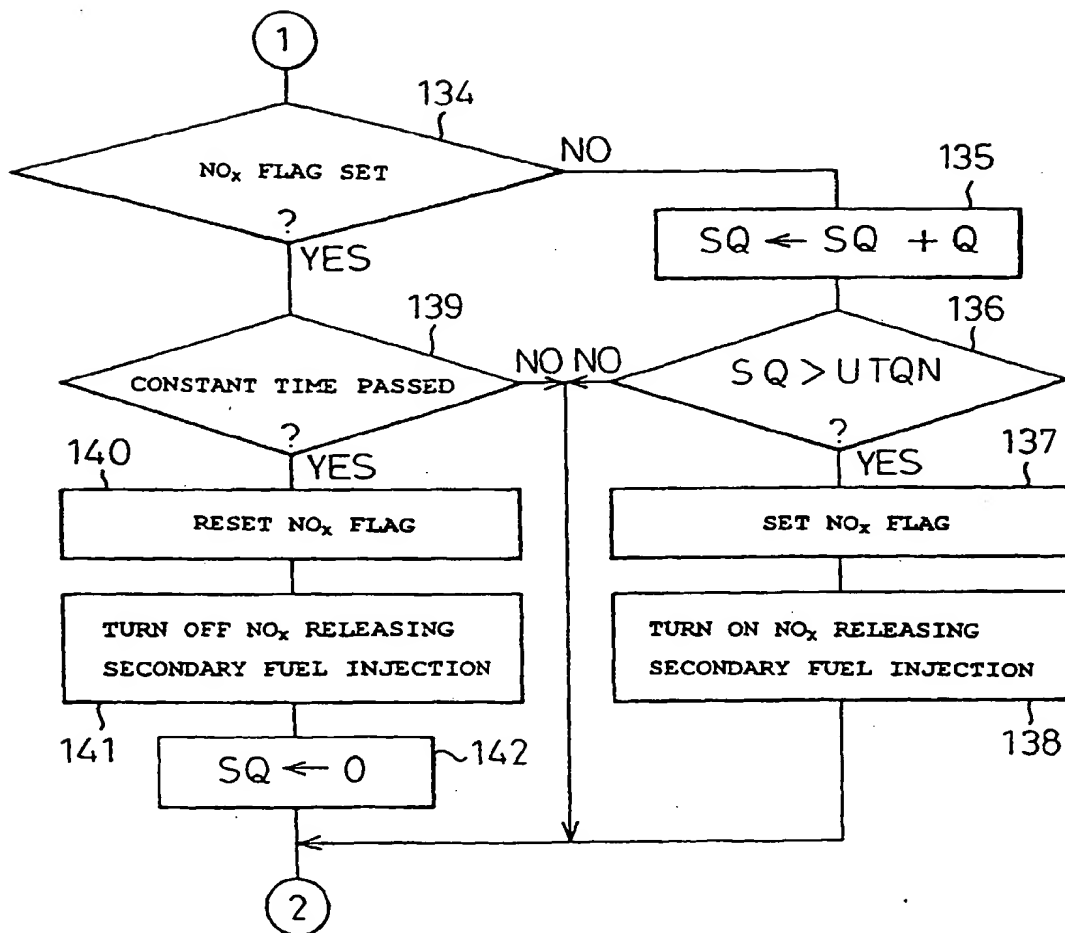 1
134
NOx FLAG SET
?
NO
YES
135
SQ ← SQ + Q
139
CONSTANT TIME PASSED
?
NO
YES
136
SQ > UTQN
?
NO
YES
140
RESET NOx FLAG
137
SET NOx FLAG
TURN OFF NOx RELEASING
SECONDARY FUEL INJECTION
141
TURN ON NOx RELEASING
SECONDARY FUEL INJECTION
138
SQ ← 0
142
2